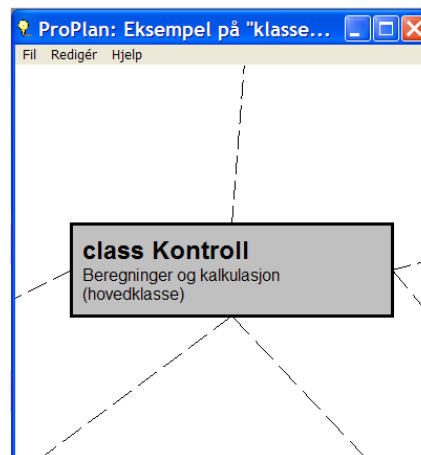 ProPlan: Eksempel på "klasse...
Fil Redigér Hjelp
class Kontroll
Beregninger og kalkulasjon
(hovedklasse)